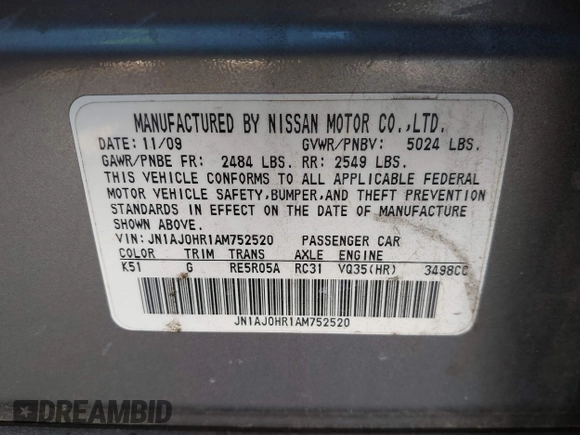 MANUFACTURED BY NISSAN MOTOR CO.,LTD.
DATE: 11/09 GVWR/PNBV: 5024 LBS.
GAWR/PNBE FR: 2484 LBS. RR: 2549 LBS.
THIS VEHICLE CONFORMS TO ALL APPLICABLE FEDERAL
MOTOR VEHICLE SAFETY,BUMPER,AND THEFT PREVENTION
STANDARDS IN EFFECT ON THE DATE OF MANUFACTURE
SHOWN ABOVE.
VIN: JN1AJ0HR1AM752520 PASSENGER CAR
COLOR TRIM TRANS AXLE ENGINE
K51 G RE5R05A RC31 VQ35(HR) 3498CC
JN1AJ0HR1AM752520
DREAMBID